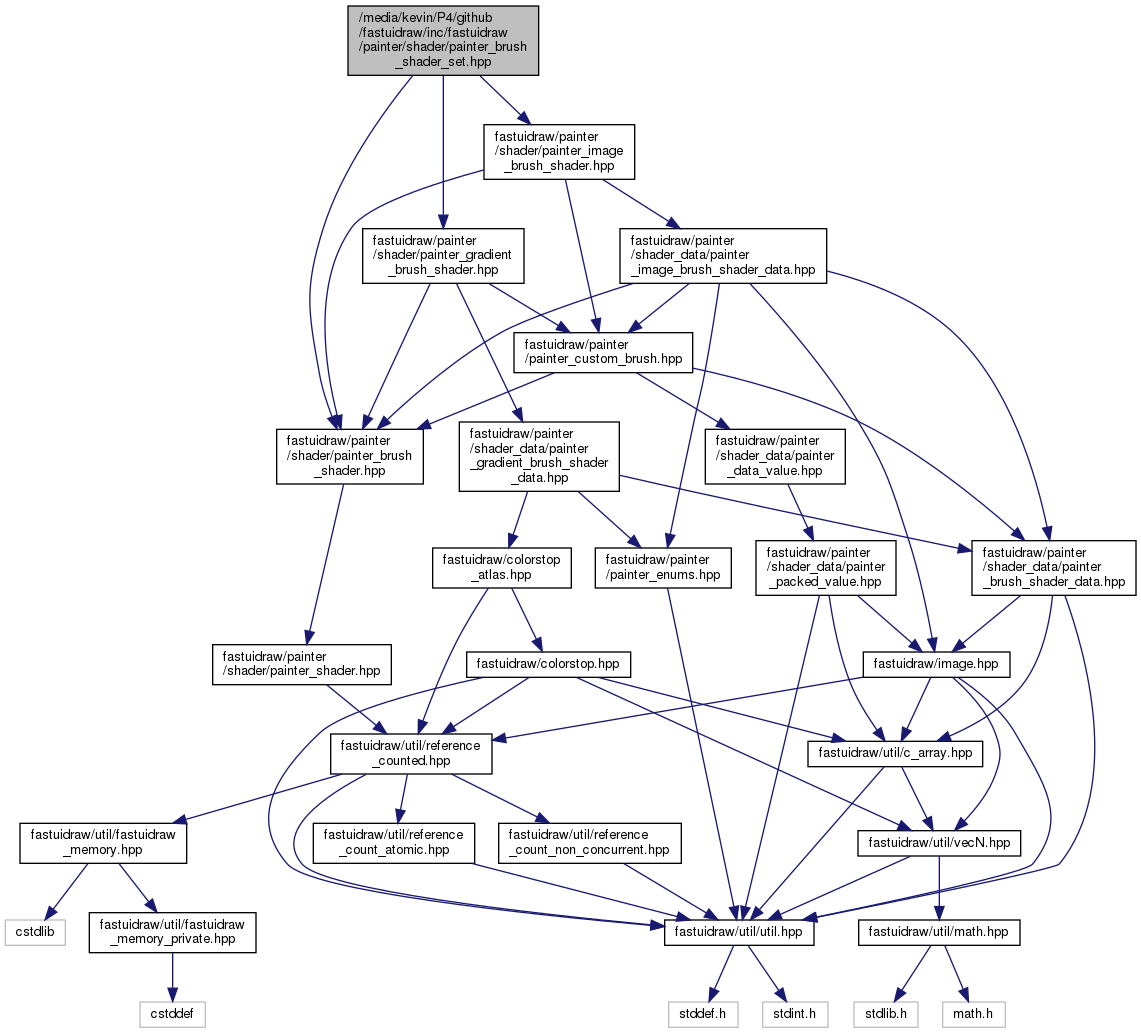 /media/kevin/P4/github
/fastuidraw/inc/fastuidraw
/painter/shader/painter_brush
_shader_set.hpp
fastuidraw/painter
/shader/painter_image
_brush_shader.hpp
fastuidraw/painter
/shader/painter_gradient
_brush_shader.hpp
fastuidraw/painter
/shader_data/painter
_image_brush_shader_data.hpp
fastuidraw/painter
/painter_custom_brush.hpp
fastuidraw/painter
/shader/painter_brush
_shader.hpp
fastuidraw/painter
/shader_data/painter
_gradient_brush_shader
_data.hpp
fastuidraw/painter
/shader_data/painter
_data_value.hpp
fastuidraw/colorstop
_atlas.hpp
fastuidraw/painter
/painter_enums.hpp
fastuidraw/painter
/shader_data/painter
_packed_value.hpp
fastuidraw/painter
/shader_data/painter
_brush_shader_data.hpp
fastuidraw/painter
/shader/painter_shader.hpp
fastuidraw/colorstop.hpp
fastuidraw/image.hpp
fastuidraw/util/reference
_counted.hpp
fastuidraw/util/c_array.hpp
fastuidraw/util/fastuidraw
_memory.hpp
fastuidraw/util/reference
_count_atomic.hpp
fastuidraw/util/reference
_count_non_concurrent.hpp
fastuidraw/util/vecN.hpp
cstdlib
fastuidraw/util/fastuidraw
_memory_private.hpp
fastuidraw/util/util.hpp
fastuidraw/util/math.hpp
cstddef
stddef.h
stdint.h
stdlib.h
math.h